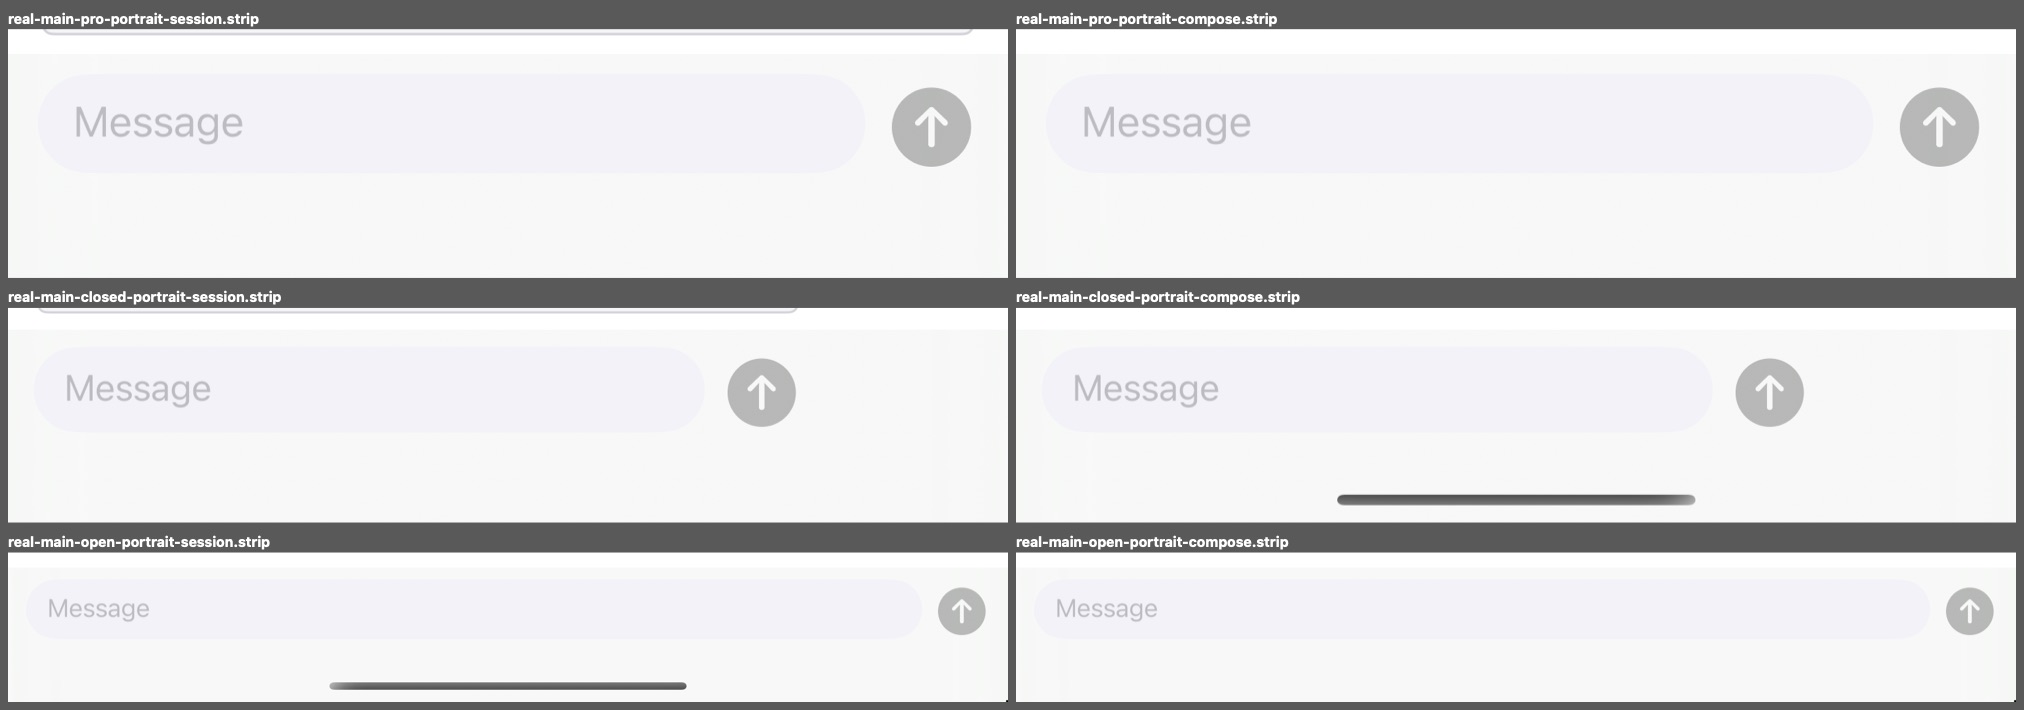 real-main-pro-portrait-session.strip
real-main-pro-portrait-compose.strip
Message
Message
real-main-closed-portrait-session.strip
real-main-closed-portrait-compose.strip
Message
Message
real-main-open-portrait-session.strip
real-main-open-portrait-compose.strip
Message
Message